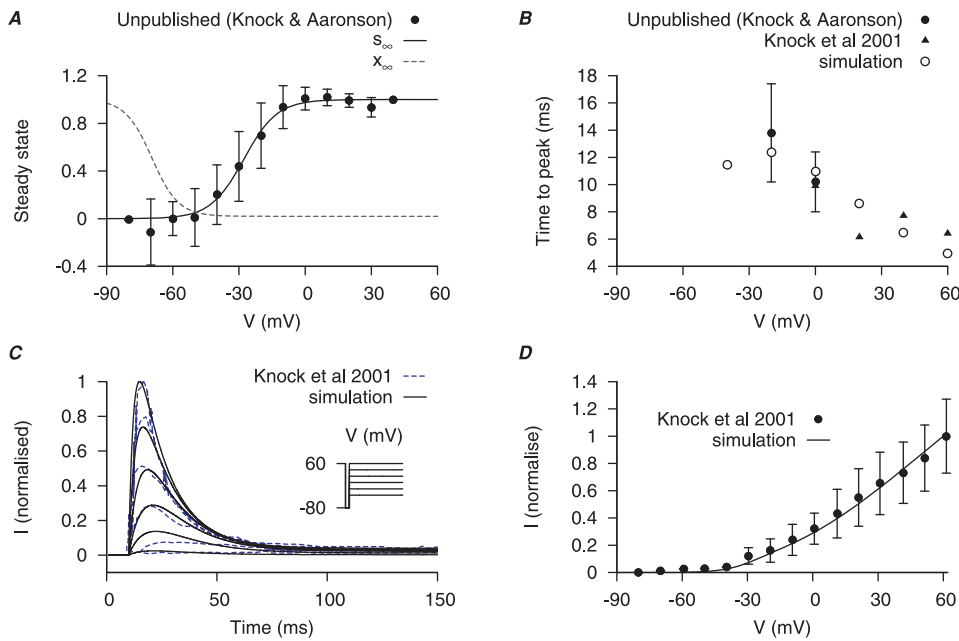 A
Unpublished (Knock & Aaronson)
s∞
x∞
1.2
0.8
0.4
0
-0.4
Steady state
-90 -60 -30 0 30 60
V (mV)
B
Unpublished (Knock & Aaronson)
Knock et al 2001
simulation
18
16
14
12
10
8
6
4
Time to peak (ms)
-90 -60 -30 0 30 60
V (mV)
C
Knock et al 2001
simulation
1
0.8
0.6
0.4
0.2
0
I (normalised)
V (mV)
60
-80
0 50 100 150
Time (ms)
D
Knock et al 2001
simulation
1.4
1.2
1
0.8
0.6
0.4
0.2
0
I (normalise)
-90 -60 -30 0 30 60
V (mV)